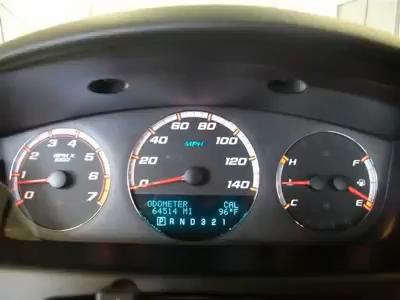 60 80
3 4
40 100
2 5
RPM X
1000
MPH
H F
1 6
20 120
0 7
0 140
C E
ODOMETER CAL
64514 MI 96°F
P R N D 3 2 1